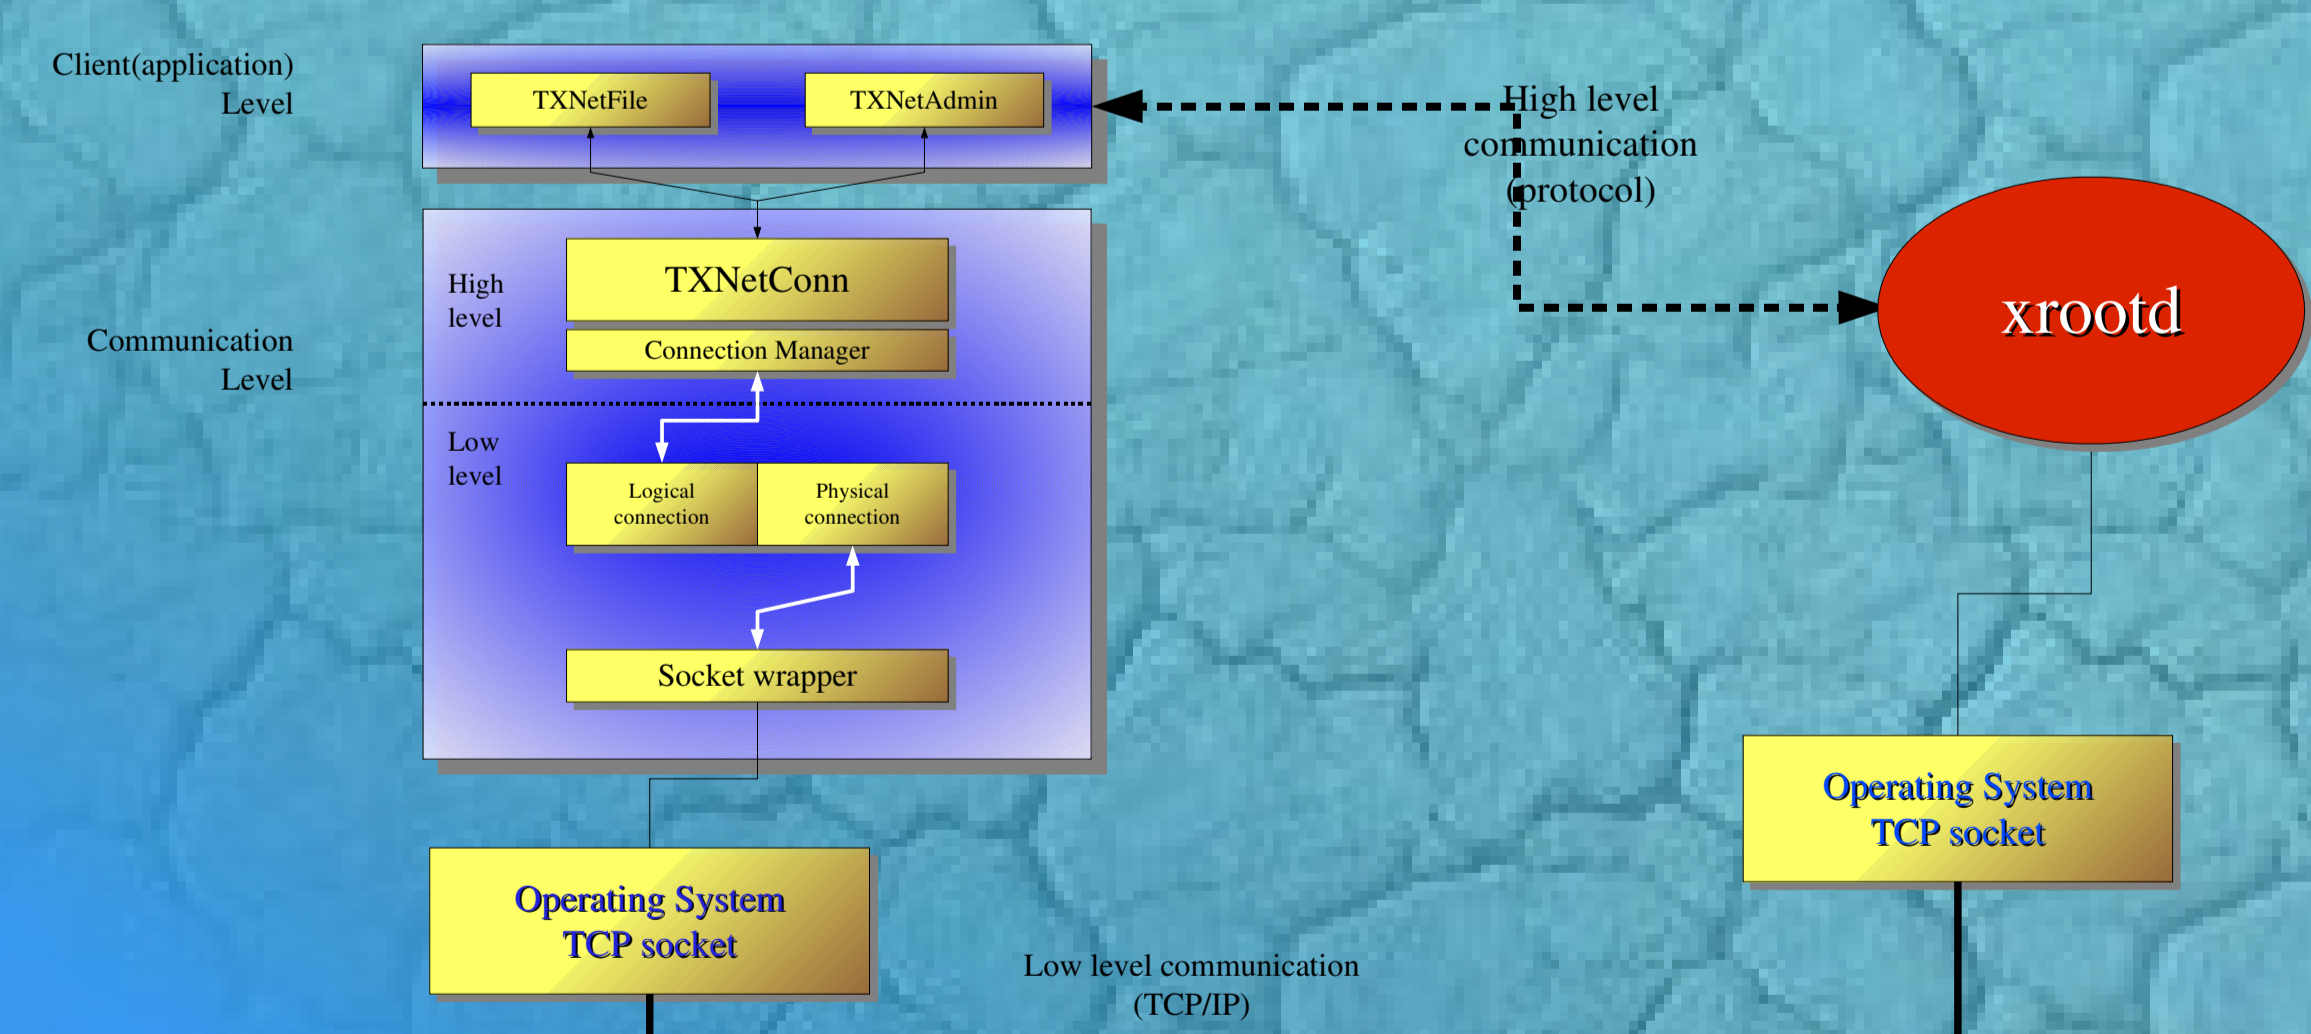 Client(application)
Level
TXNetFile
TXNetAdmin
High level
communication
(protocol)
xrootd
Communication
Level
High
level
TXNetConn
Connection Manager
Low
level
Logical
connection
Physical
connection
Socket wrapper
Operating System
TCP socket
Operating System
TCP socket
Low level communication
(TCP/IP)